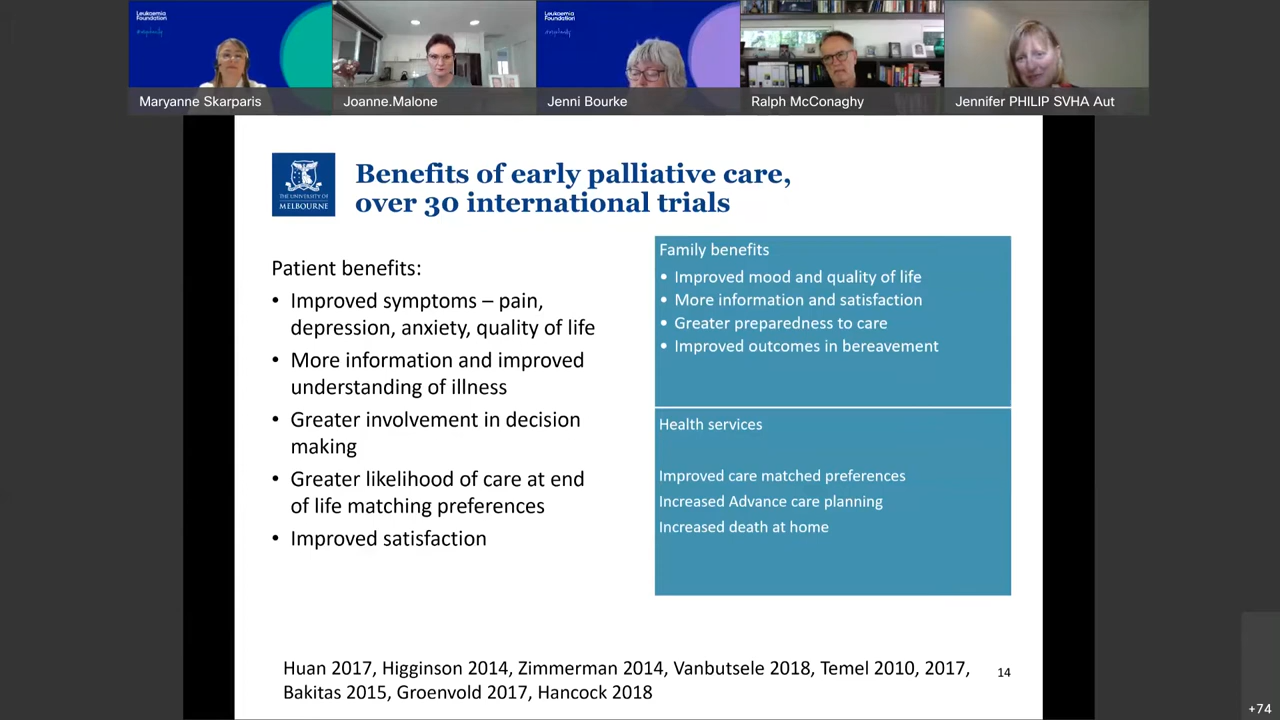 Leukaemia
Foundation
Leukaemia
Foundation
Maryanne Skarparis
Joanne.Malone
Jenni Bourke
Ralph McConaghy
Jennifer PHILIP SVHA Aut
THE UNIVERSITY OF
MELBOURNE
Benefits of early palliative care,
over 30 international trials
Patient benefits:
• Improved symptoms – pain,
depression, anxiety, quality of life
• More information and improved
understanding of illness
• Greater involvement in decision
making
• Greater likelihood of care at end
of life matching preferences
• Improved satisfaction
Family benefits
• Improved mood and quality of life
• More information and satisfaction
• Greater preparedness to care
• Improved outcomes in bereavement
Health services
Improved care matched preferences
Increased Advance care planning
Increased death at home
Huan 2017, Higginson 2014, Zimmerman 2014, Vanbutsele 2018, Temel 2010, 2017,
Bakitas 2015, Groenvold 2017, Hancock 2018
14
+74